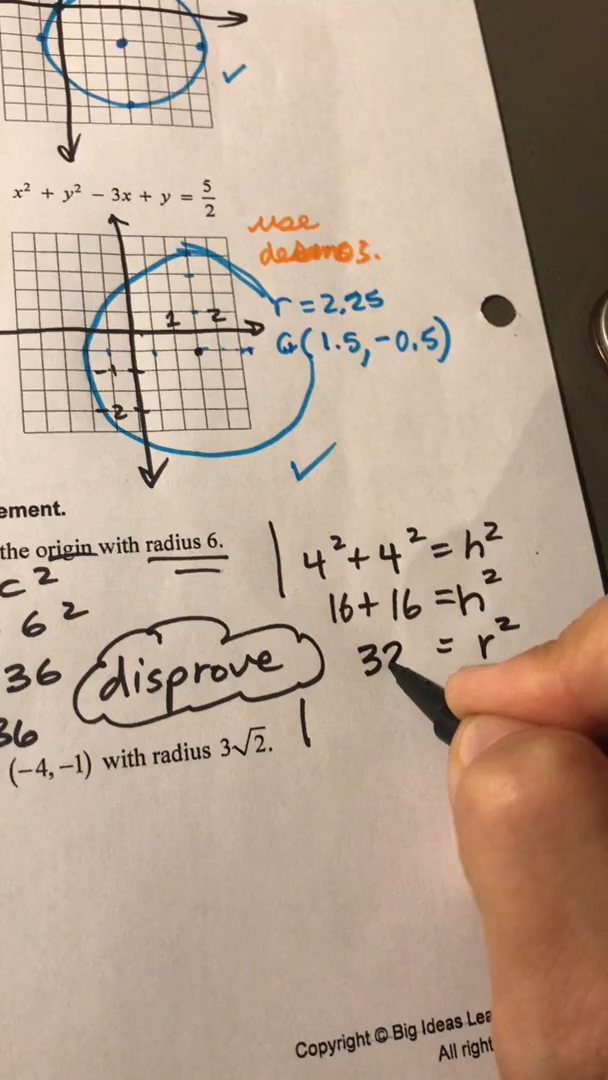 x² + y² − 3x + y = 5/2
use
desmos.
1 2
r = 2.25
G(1.5, -0.5)
-1
-2
ement.
the origin with radius 6.
4² + 4² = h²
c²
16 + 16 = h²
6²
32 = r²
36
disprove
36
(−4, −1) with radius 3√2.
Copyright © Big Ideas Lea
All right